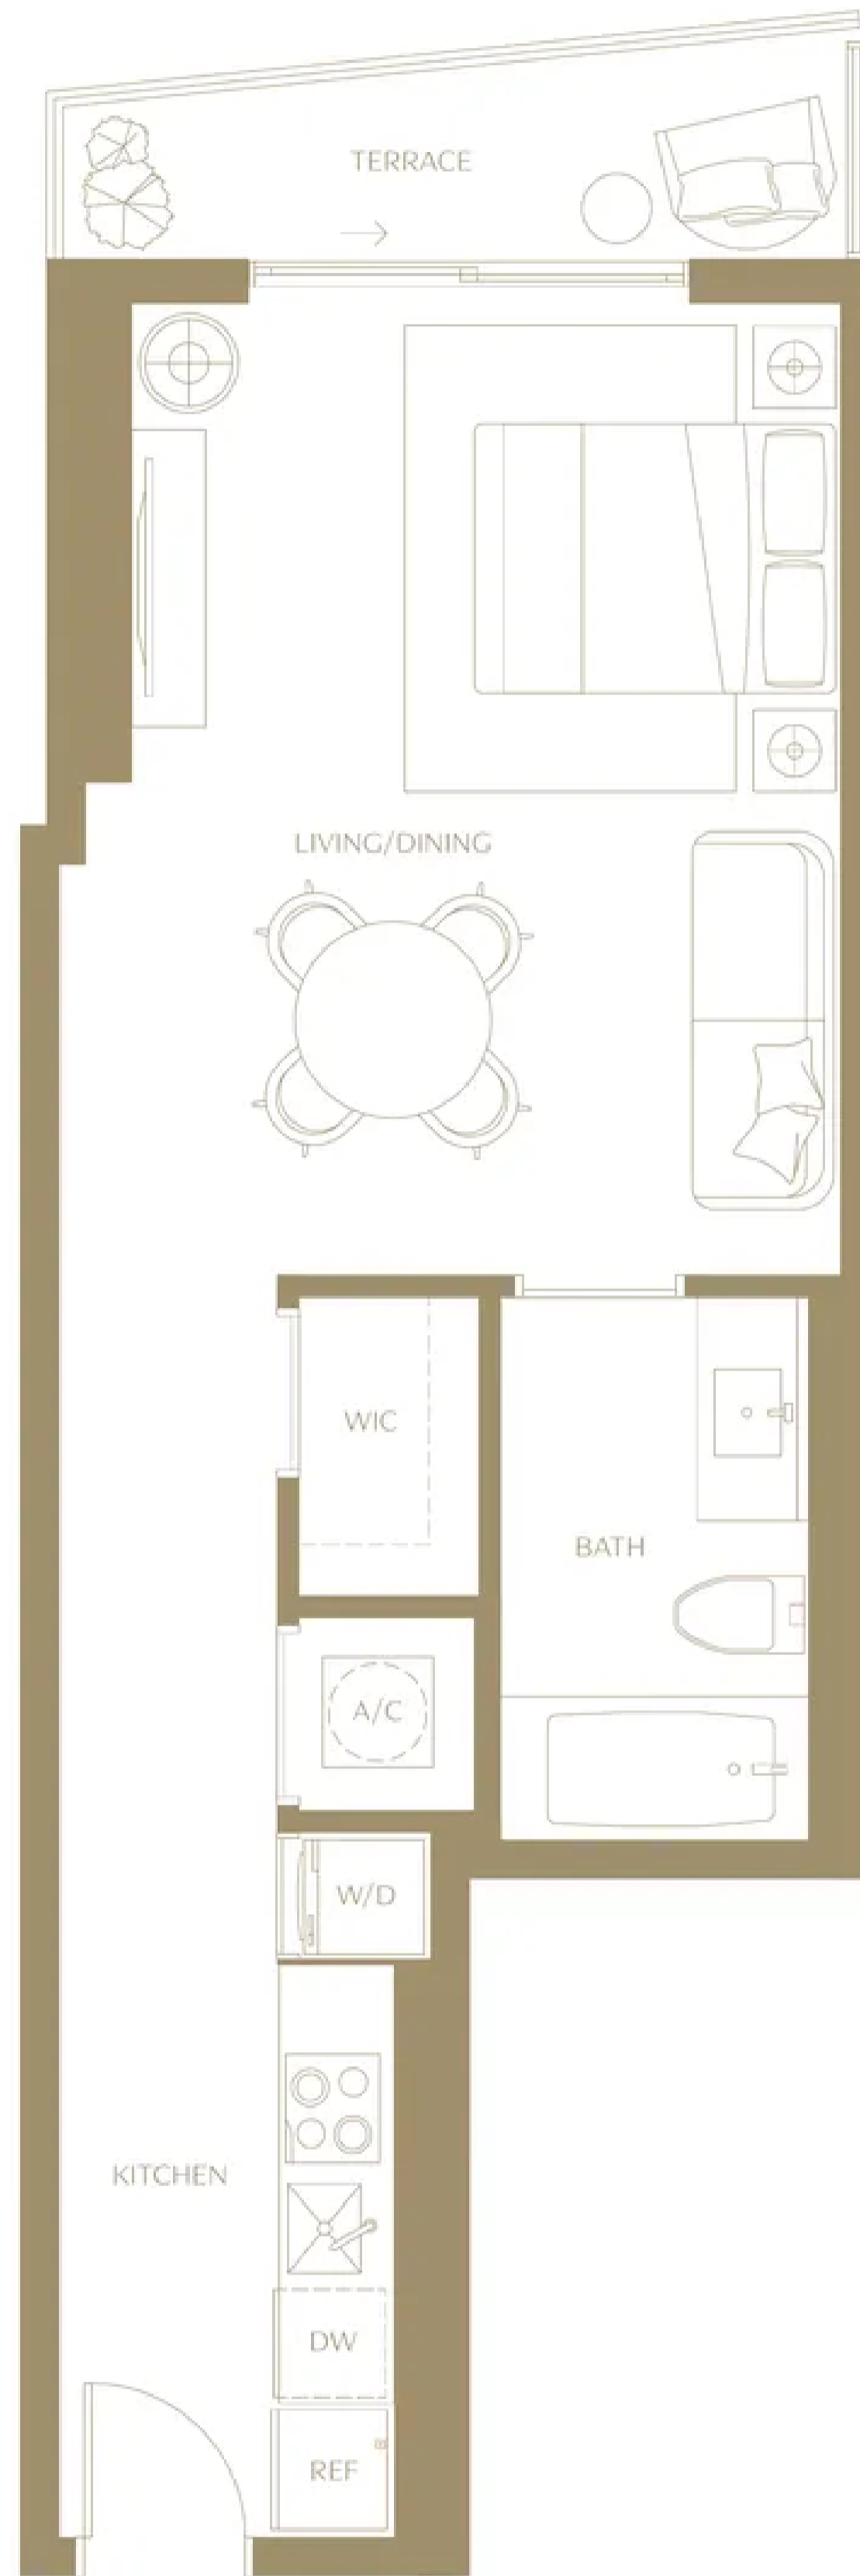 TERRACE
LIVING/DINING
WIC
BATH
A/C
W/D
KITCHEN
DW
REF